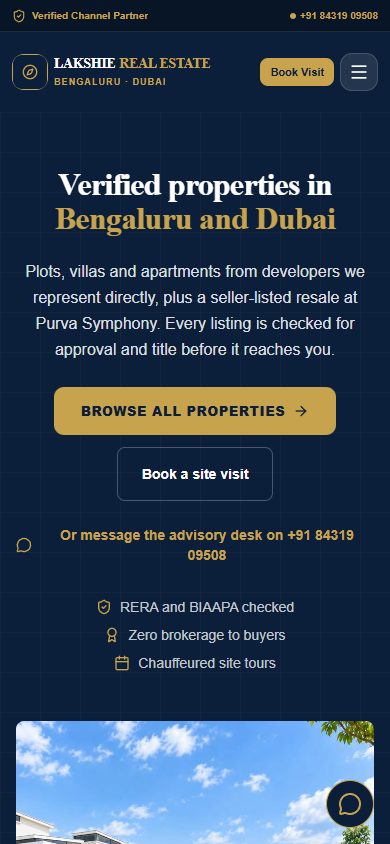 Verified Channel Partner
+91 84319 09508
LAKSHIE REAL ESTATE
BENGALURU · DUBAI
Book Visit
Verified properties in
Bengaluru and Dubai
Plots, villas and apartments from developers we
represent directly, plus a seller-listed resale at
Purva Symphony. Every listing is checked for
approval and title before it reaches you.
BROWSE ALL PROPERTIES →
Book a site visit
Or message the advisory desk on +91 84319
09508
RERA and BIAAPA checked
Zero brokerage to buyers
Chauffeured site tours